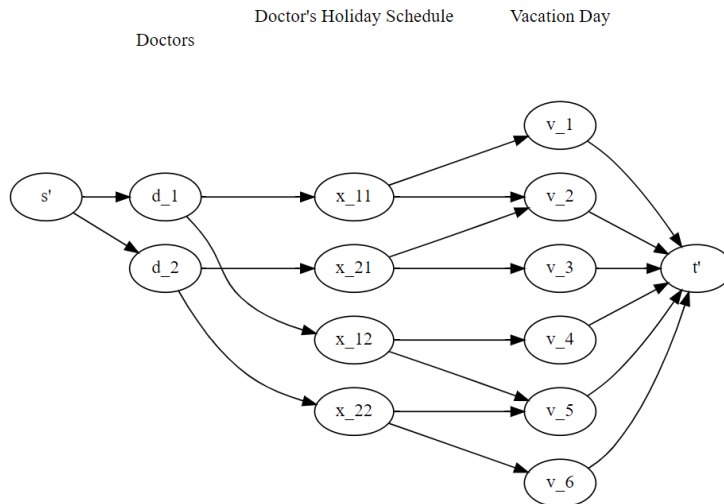 Doctor's Holiday Schedule
Vacation Day
Doctors
v_1
s'
d_1
x_11
v_2
d_2
x_21
v_3
t'
x_12
v_4
x_22
v_5
v_6